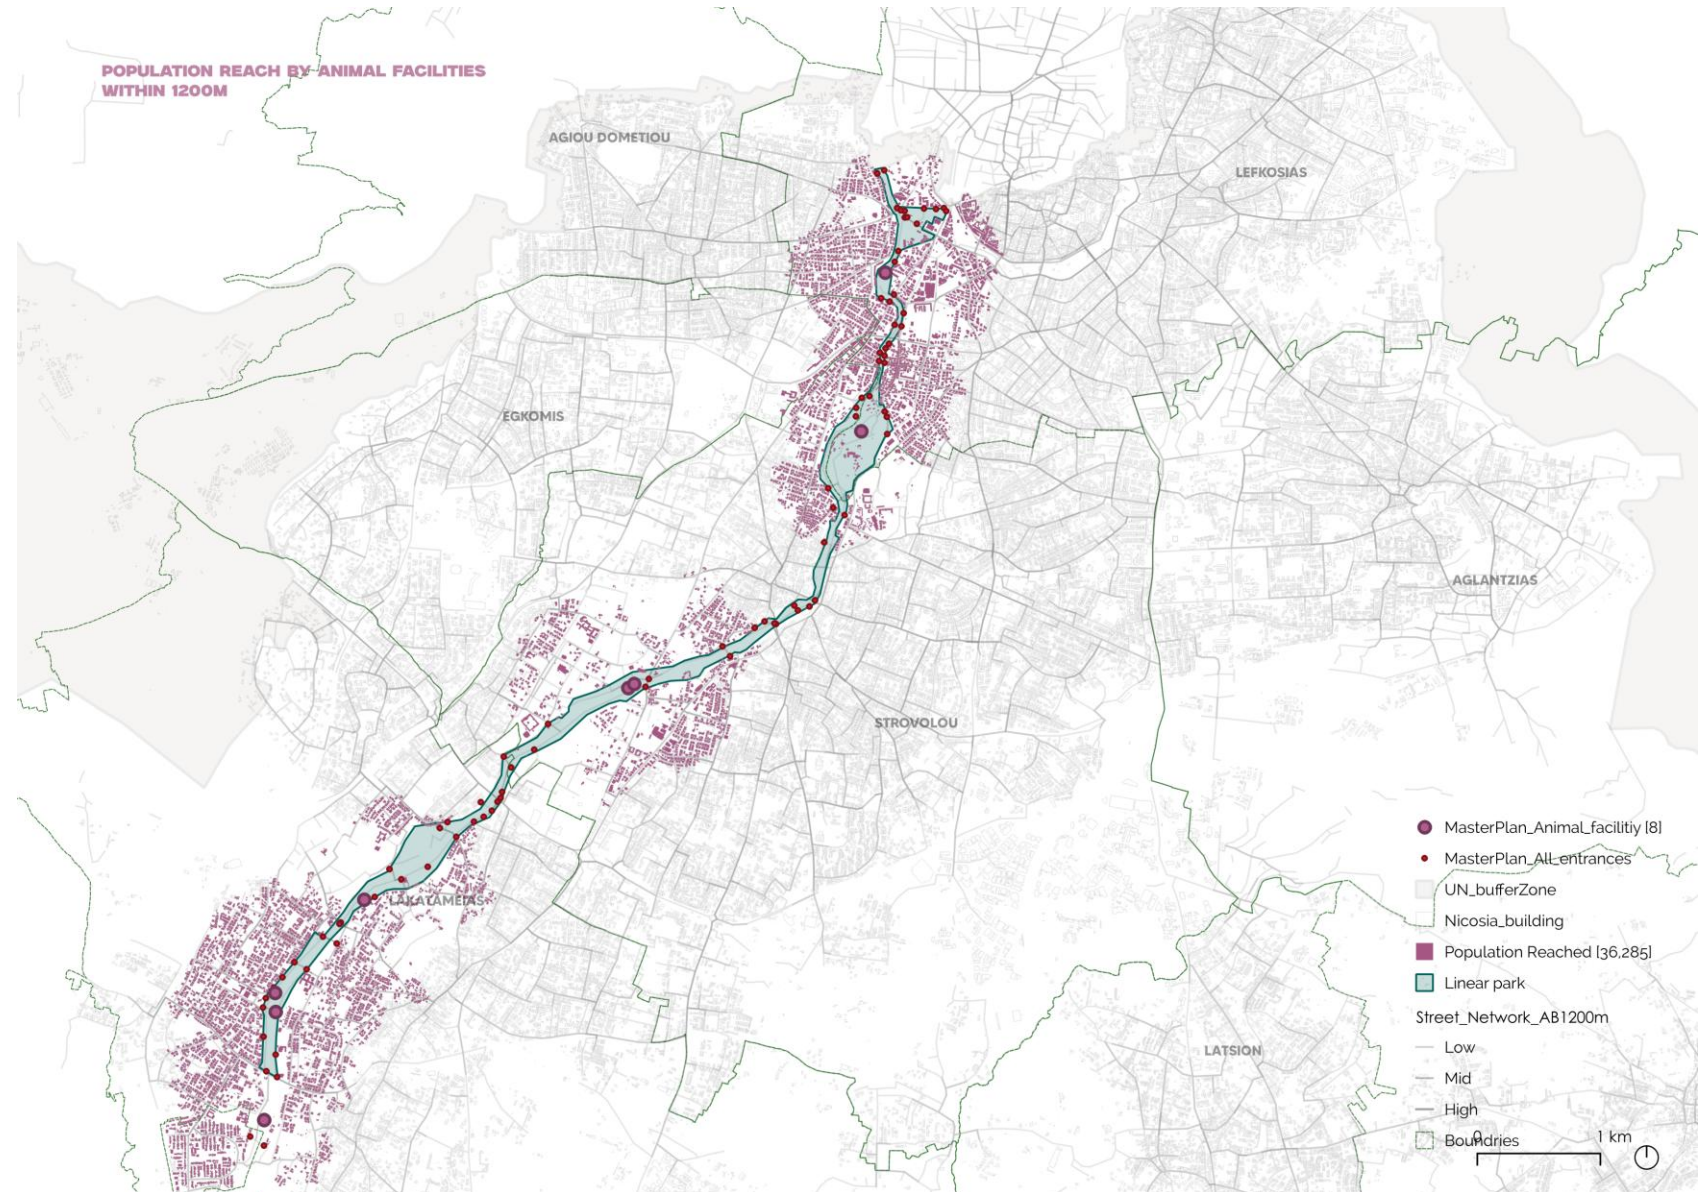 POPULATION REACH BY ANIMAL FACILITIES
WITHIN 1200M
AGIOU DOMETIOU
LEFKOSIAS
EGKOMIS
AGLANTZIAS
STROVOLOU
LAKATAMEIAS
LATSION
MasterPlan_Animal_facilitiy [8]
MasterPlan_All_entrances
UN_bufferZone
Nicosia_building
Population Reached [36,285]
Linear park
Street_Network_AB1200m
Low
Mid
High
Boundries
0 1 km